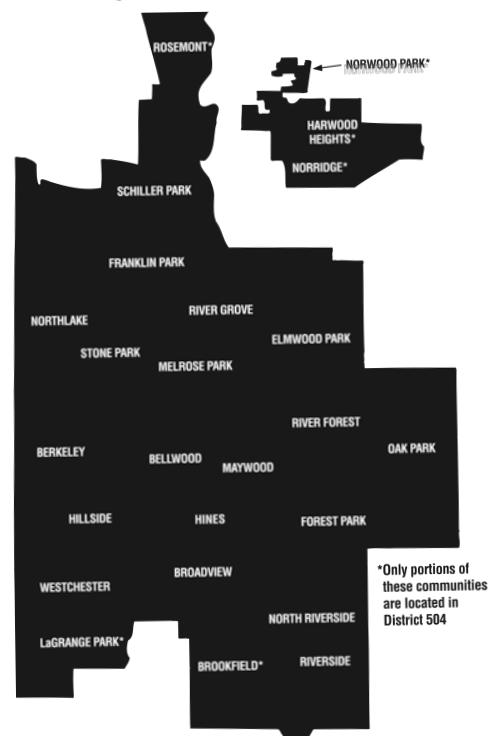 ROSEMONT*
NORWOOD PARK*
HARWOOD
HEIGHTS*
NORRIDGE*
SCHILLER PARK
FRANKLIN PARK
RIVER GROVE
NORTHLAKE
ELMWOOD PARK
STONE PARK
MELROSE PARK
RIVER FOREST
OAK PARK
BERKELEY
BELLWOOD
MAYWOOD
HILLSIDE
HINES
FOREST PARK
BROADVIEW
WESTCHESTER
*Only portions of
these communities
are located in
District 504
NORTH RIVERSIDE
LaGRANGE PARK*
BROOKFIELD*
RIVERSIDE